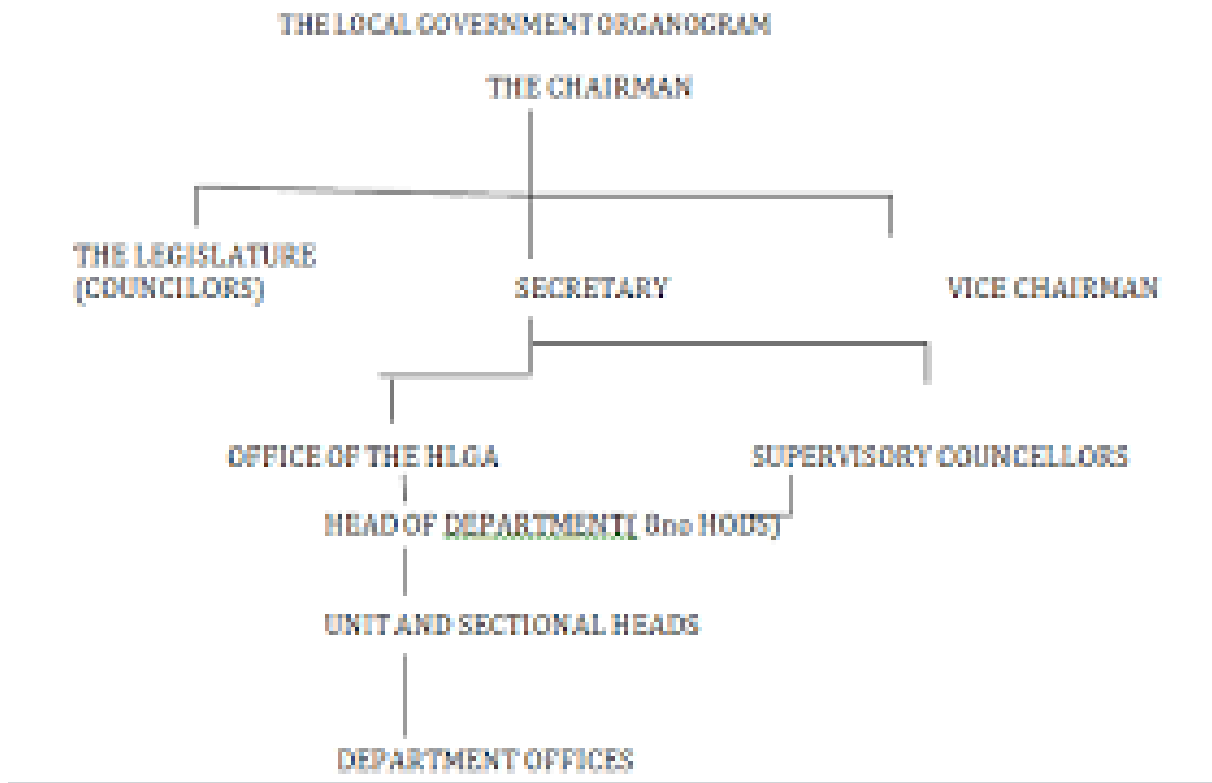 THE LOCAL GOVERNMENT ORGANOGRAM
THE CHAIRMAN
THE LEGISLATURE
(COUNCILORS)
SECRETARY
VICE CHAIRMAN
OFFICE OF THE HLGA
SUPERVISORY COUNCELLORS
HEAD OF DEPARTMENT( HODS)
UNIT AND SECTIONAL HEADS
DEPARTMENT OFFICES